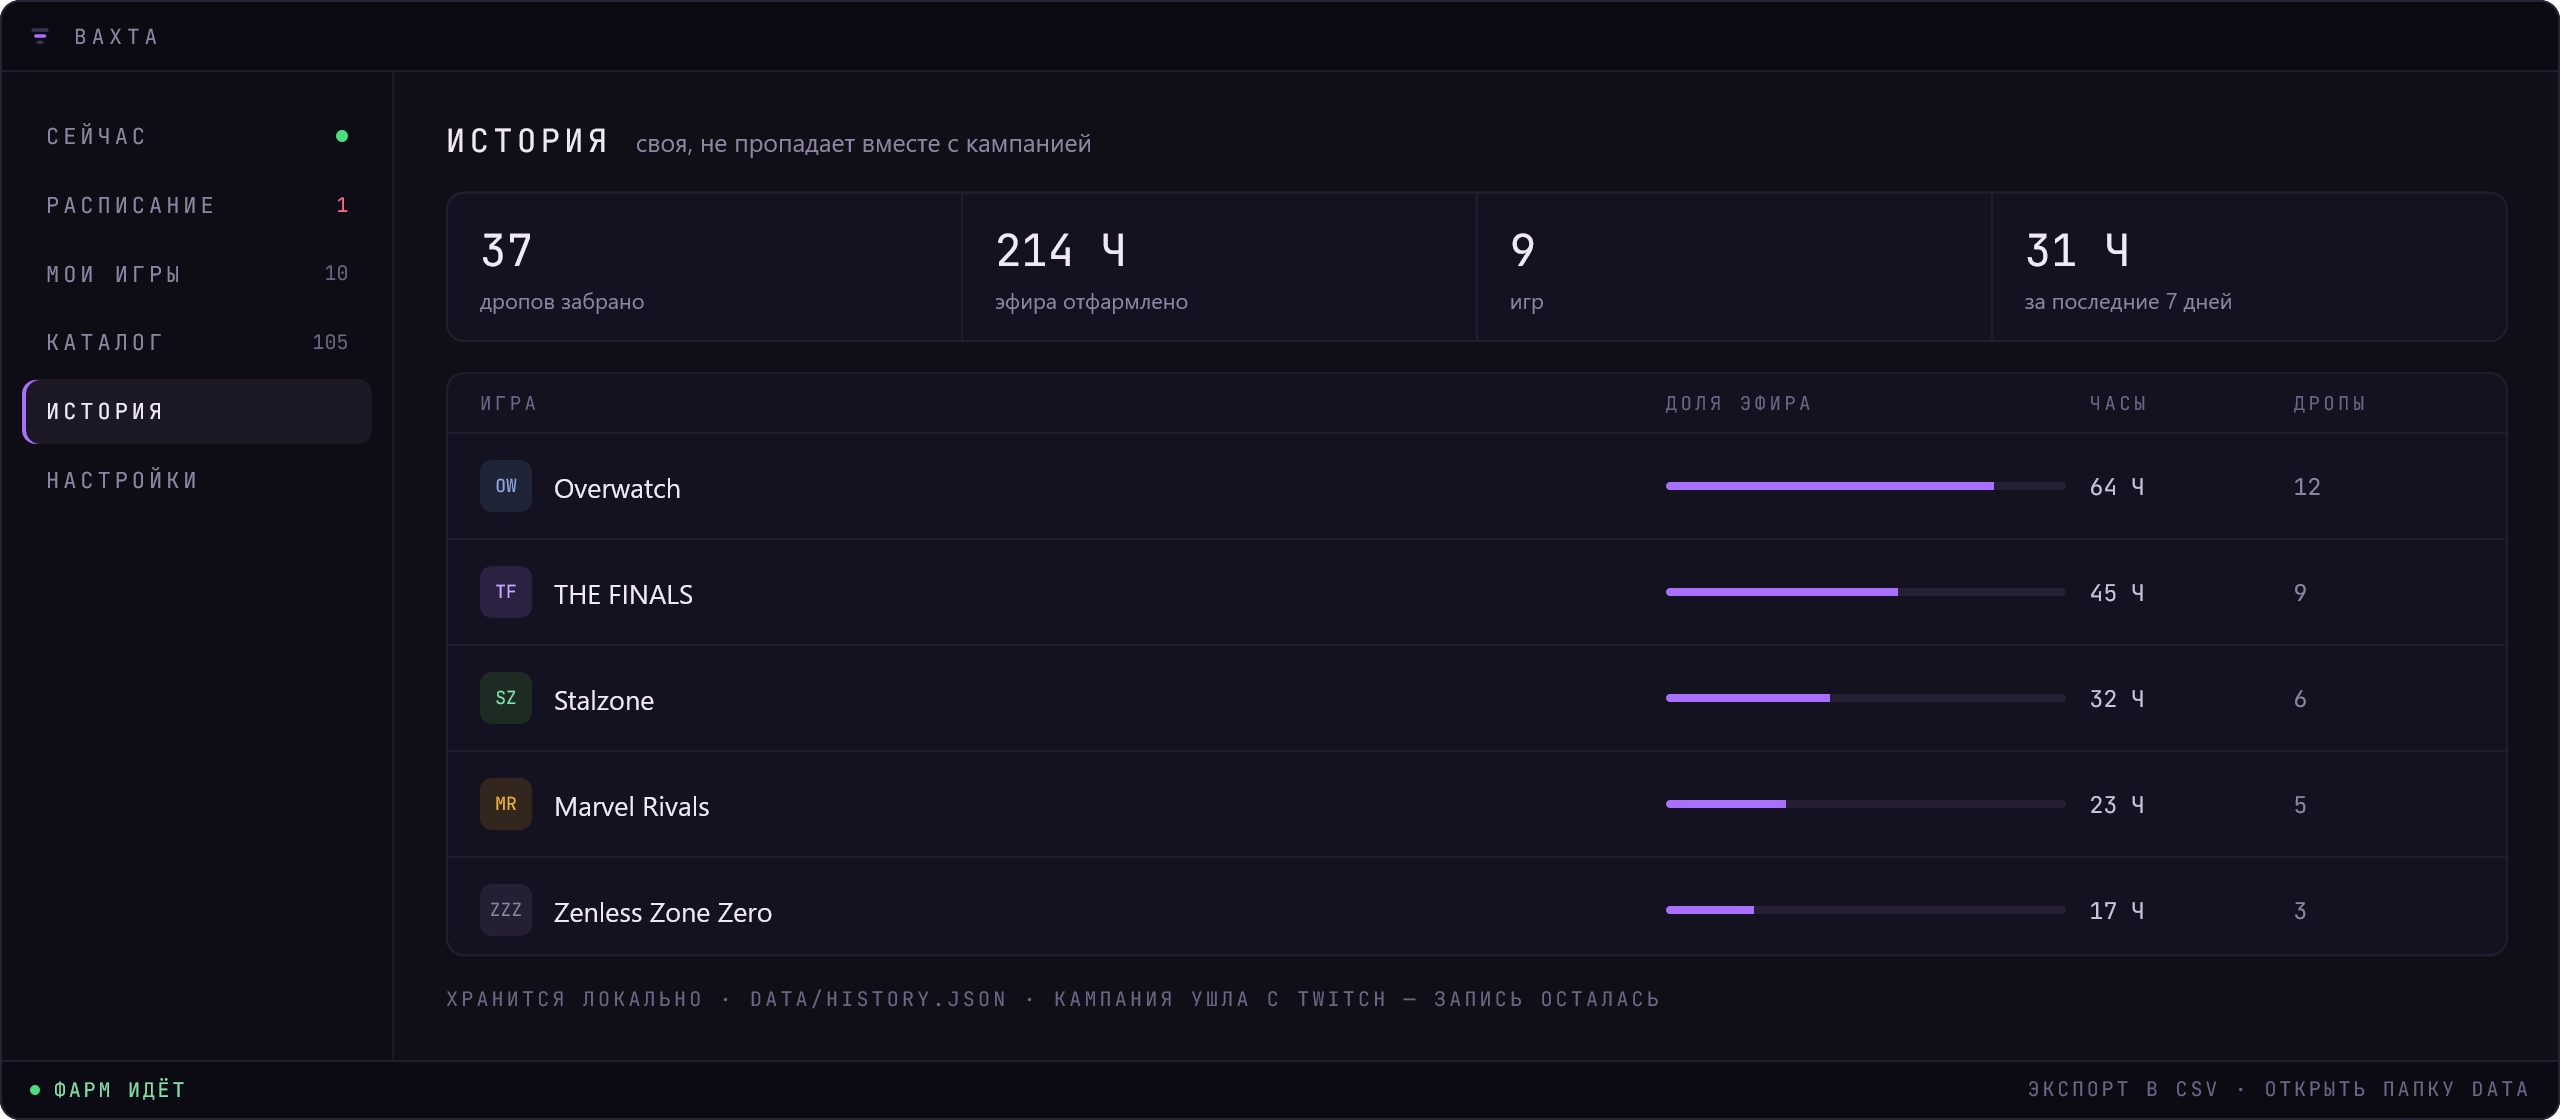 ВАХТА
СЕЙЧАС
РАСПИСАНИЕ 1
МОИ ИГРЫ 10
КАТАЛОГ 105
ИСТОРИЯ
НАСТРОЙКИ
ИСТОРИЯ своя, не пропадает вместе с кампанией
37 214 Ч 9 31 Ч
дропов забрано эфира отфармлено игр за последние 7 дней
ИГРА ДОЛЯ ЭФИРА ЧАСЫ ДРОПЫ
OW Overwatch 64 Ч 12
TF THE FINALS 45 Ч 9
SZ Stalzone 32 Ч 6
MR Marvel Rivals 23 Ч 5
ZZZ Zenless Zone Zero 17 Ч 3
ХРАНИТСЯ ЛОКАЛЬНО · DATA/HISTORY.JSON · КАМПАНИЯ УШЛА С TWITCH — ЗАПИСЬ ОСТАЛАСЬ
ФАРМ ИДЁТ ЭКСПОРТ В CSV · ОТКРЫТЬ ПАПКУ DATA